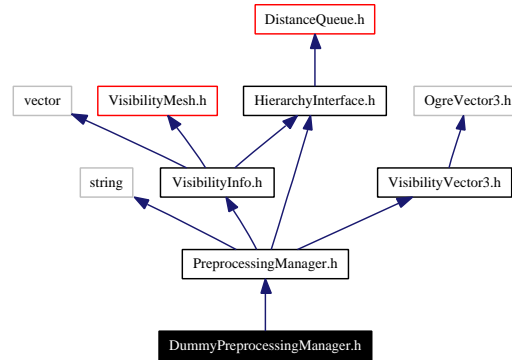 DistanceQueue.h
vector
VisibilityMesh.h
HierarchyInterface.h
OgreVector3.h
string
VisibilityInfo.h
VisibilityVector3.h
PreprocessingManager.h
DummyPreprocessingManager.h